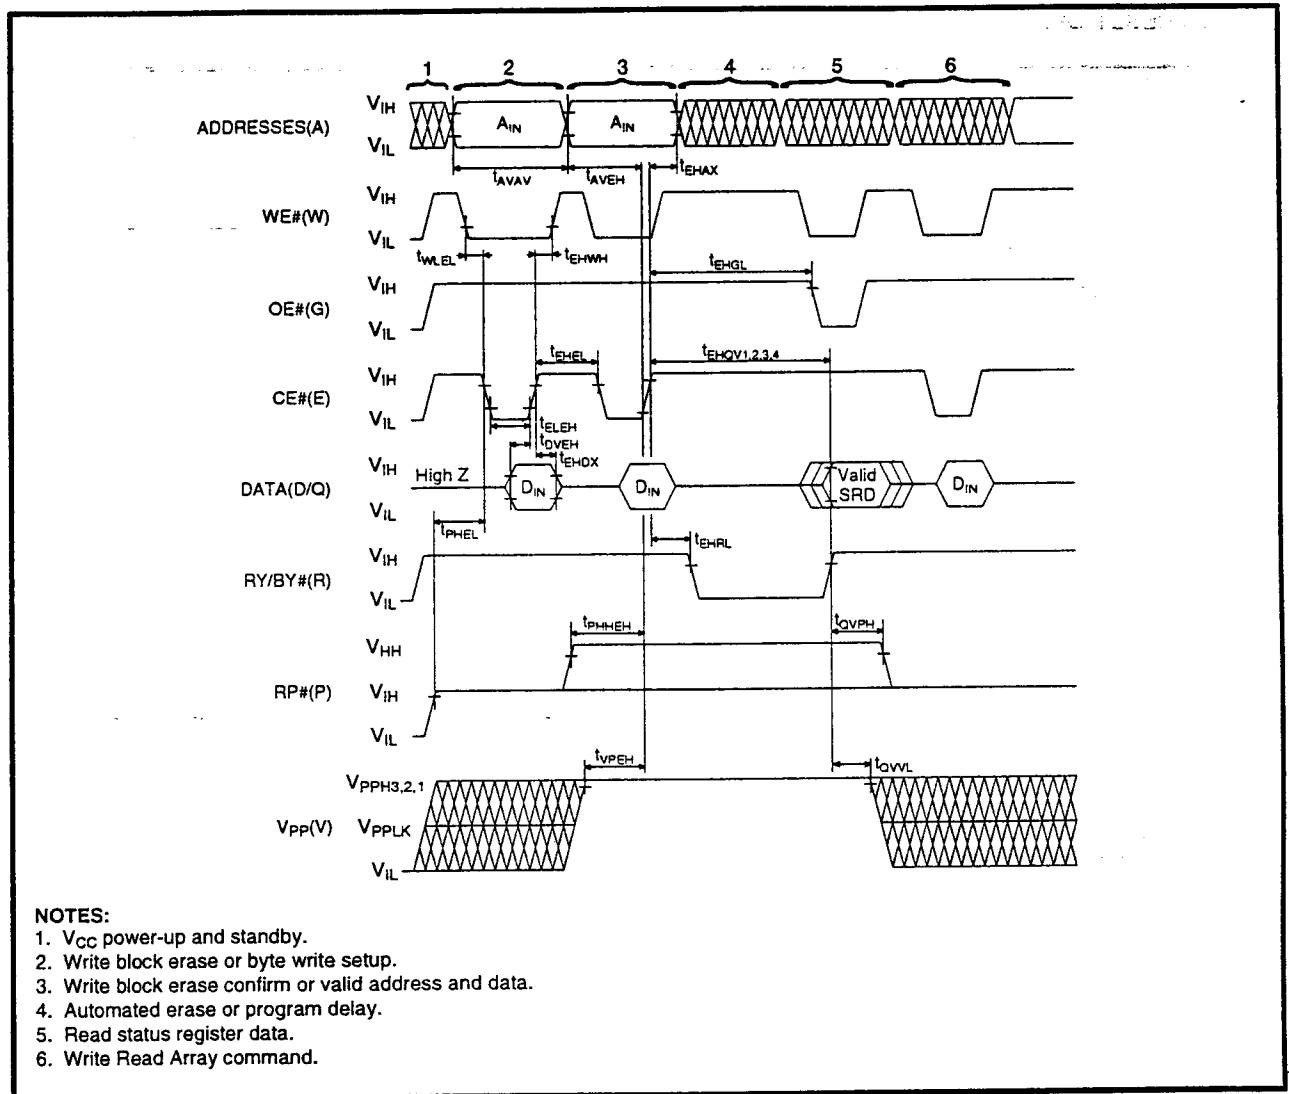 1 2 3 4 5 6
VIH
ADDRESSES(A) AIN AIN
VIL
tAVAV tAVEH tEHAX
VIH
WE#(W)
VIL
tWLEL tEHWH tEHGL
VIH
OE#(G)
VIL
tEHEL tEHQV1,2,3,4
VIH
CE#(E)
VIL
tELEH
tDVEH
tEHDX
VIH
High Z Valid
DATA(D/Q) DIN DIN SRD DIN
VIL
tPHEL tEHRL
VIH
RY/BY#(R)
VIL
tPHHEH tQVPH
VHH
RP#(P) VIH
VIL
tVPEH tQVVL
VPPH3,2,1
VPP(V) VPPLK
VIL
NOTES:
1. VCC power-up and standby.
2. Write block erase or byte write setup.
3. Write block erase confirm or valid address and data.
4. Automated erase or program delay.
5. Read status register data.
6. Write Read Array command.